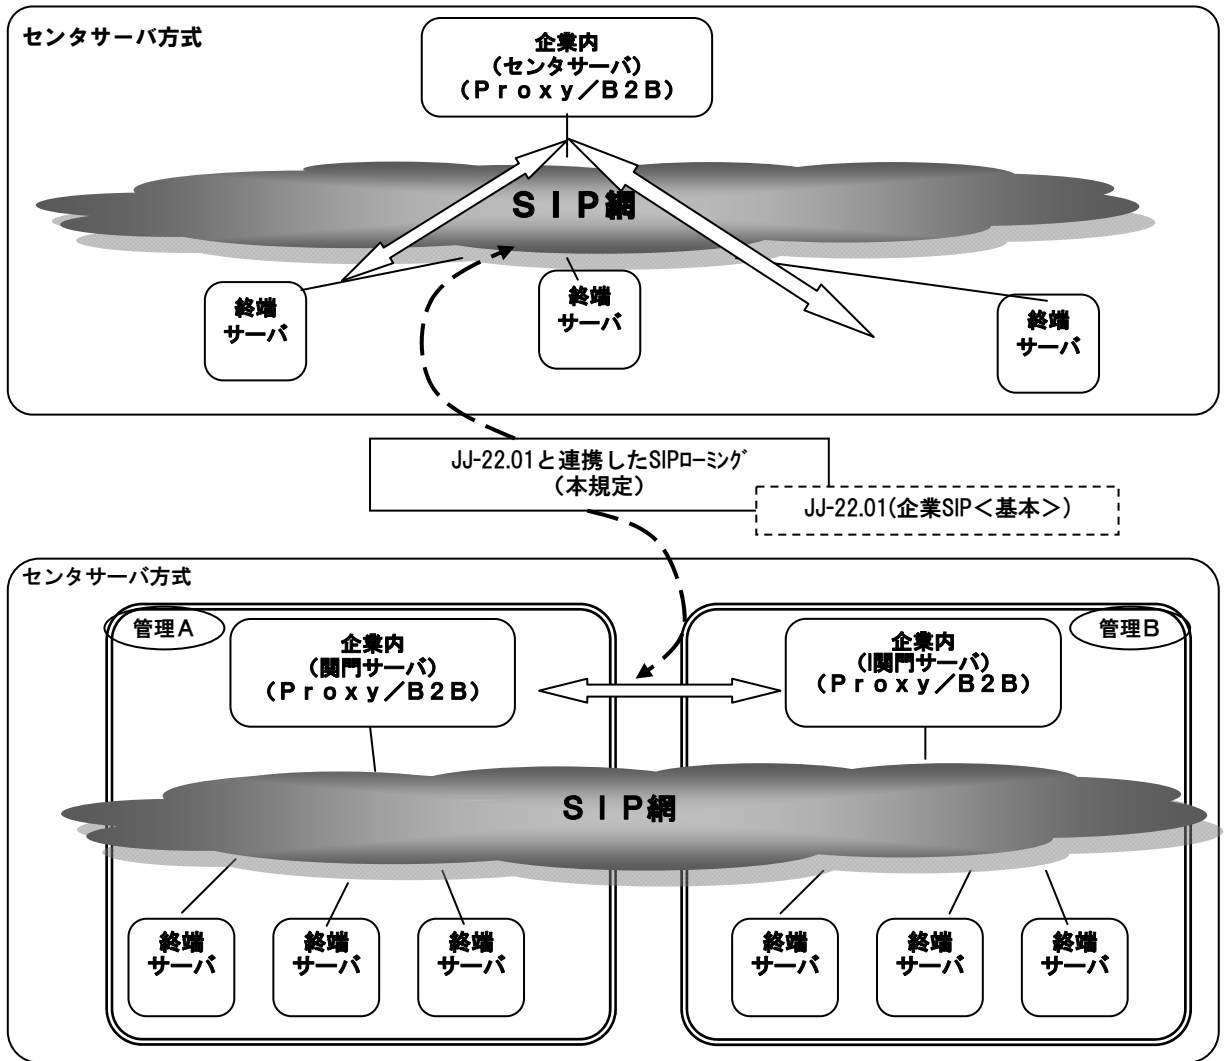 センタサーバ方式
企業内
（センタサーバ）
（Ｐｒｏｘｙ／Ｂ２Ｂ）
ＳＩＰ網
終端
サーバ
終端
サーバ
終端
サーバ
JJ-22.01と連携したSIPﾛｰﾐﾝｸﾞ
（本規定）
JJ-22.01(企業SIP＜基本＞)
センタサーバ方式
管理Ａ
企業内
（関門サーバ）
（Ｐｒｏｘｙ／Ｂ２Ｂ）
管理Ｂ
企業内
（l関門サーバ）
（Ｐｒｏｘｙ／Ｂ２Ｂ）
ＳＩＰ網
終端
サーバ
終端
サーバ
終端
サーバ
終端
サーバ
終端
サーバ
終端
サーバ